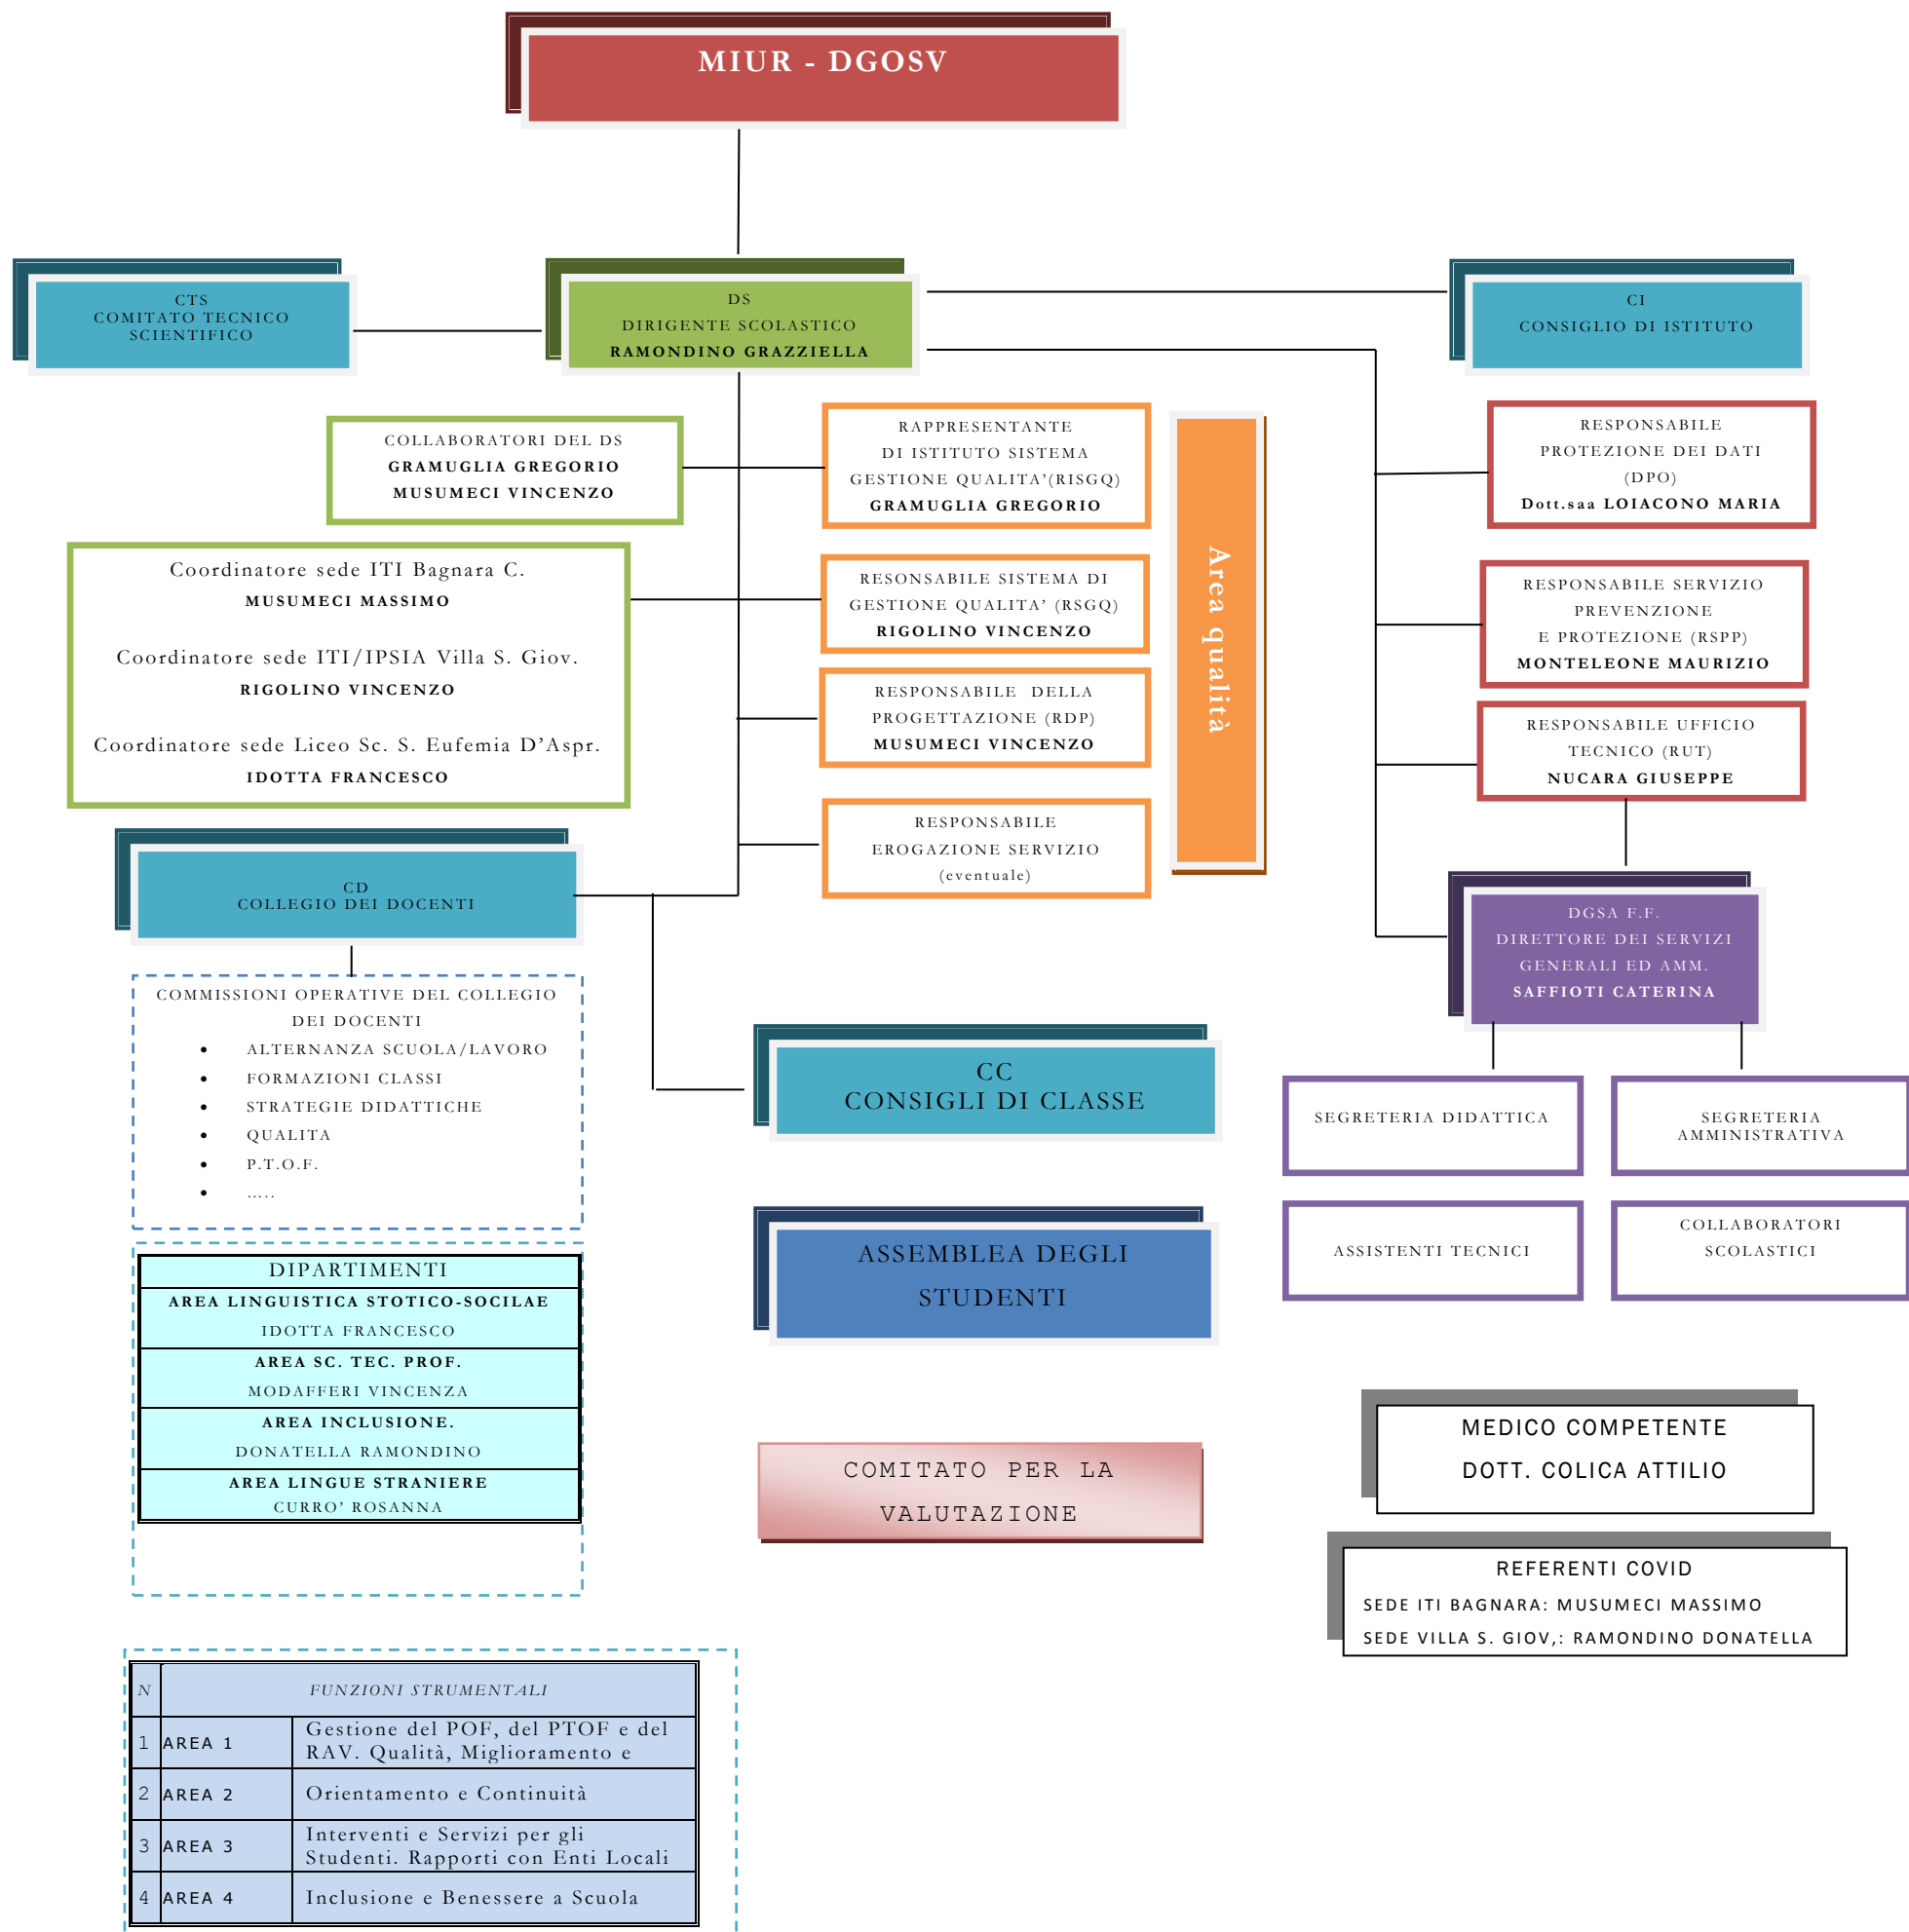 MIUR - DGOSV
CTS
COMITATO TECNICO
SCIENTIFICO
DS
DIRIGENTE SCOLASTICO
RAMONDINO GRAZZIELLA
CI
CONSIGLIO DI ISTITUTO
COLLABORATORI DEL DS
GRAMUGLIA GREGORIO
MUSUMECI VINCENZO
RAPPRESENTANTE
DI ISTITUTO SISTEMA
GESTIONE QUALITA'(RISGQ)
GRAMUGLIA GREGORIO
Area qualità
RESPONSABILE
PROTEZIONE DEI DATI
(DPO)
Dott.saa LOIACONO MARIA
Coordinatore sede ITI Bagnara C.
MUSUMECI MASSIMO
Coordinatore sede ITI/IPSIA Villa S. Giov.
RIGOLINO VINCENZO
Coordinatore sede Liceo Sc. S. Eufemia D'Aspr.
IDOTTA FRANCESCO
RESONSABILE SISTEMA DI
GESTIONE QUALITA' (RSGQ)
RIGOLINO VINCENZO
RESPONSABILE DELLA
PROGETTAZIONE (RDP)
MUSUMECI VINCENZO
RESPONSABILE
EROGAZIONE SERVIZIO
(eventuale)
RESPONSABILE SERVIZIO
PREVENZIONE
E PROTEZIONE (RSPP)
MONTELEONE MAURIZIO
RESPONSABILE UFFICIO
TECNICO (RUT)
NUCARA GIUSEPPE
CD
COLLEGIO DEI DOCENTI
DGSA F.F.
DIRETTORE DEI SERVIZI
GENERALI ED AMM.
SAFFIOTI CATERINA
COMMISSIONI OPERATIVE DEL COLLEGIO
DEI DOCENTI
• ALTERNANZA SCUOLA/LAVORO
• FORMAZIONI CLASSI
• STRATEGIE DIDATTICHE
• QUALITA
• P.T.O.F.
• .....
CC
CONSIGLI DI CLASSE
SEGRETERIA DIDATTICA
SEGRETERIA
AMMINISTRATIVA
ASSISTENTI TECNICI
COLLABORATORI
SCOLASTICI
ASSEMBLEA DEGLI
STUDENTI
DIPARTIMENTI
AREA LINGUISTICA STOTICO-SOCILAE
IDOTTA FRANCESCO
AREA SC. TEC. PROF.
MODAFFERI VINCENZA
AREA INCLUSIONE.
DONATELLA RAMONDINO
AREA LINGUE STRANIERE
CURRO' ROSANNA
COMITATO PER LA
VALUTAZIONE
MEDICO COMPETENTE
DOTT. COLICA ATTILIO
REFERENTI COVID
SEDE ITI BAGNARA: MUSUMECI MASSIMO
SEDE VILLA S. GIOV,: RAMONDINO DONATELLA
N FUNZIONI STRUMENTALI
1 AREA 1 Gestione del POF, del PTOF e del
RAV. Qualità, Miglioramento e
2 AREA 2 Orientamento e Continuità
3 AREA 3 Interventi e Servizi per gli
Studenti. Rapporti con Enti Locali
4 AREA 4 Inclusione e Benessere a Scuola